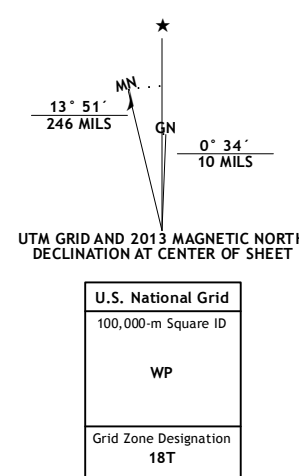 ★
MN
13° 51´
246 MILS
GN
0° 34´
10 MILS
UTM GRID AND 2013 MAGNETIC NORTH
DECLINATION AT CENTER OF SHEET
U.S. National Grid
100,000-m Square ID
WP
Grid Zone Designation
18T